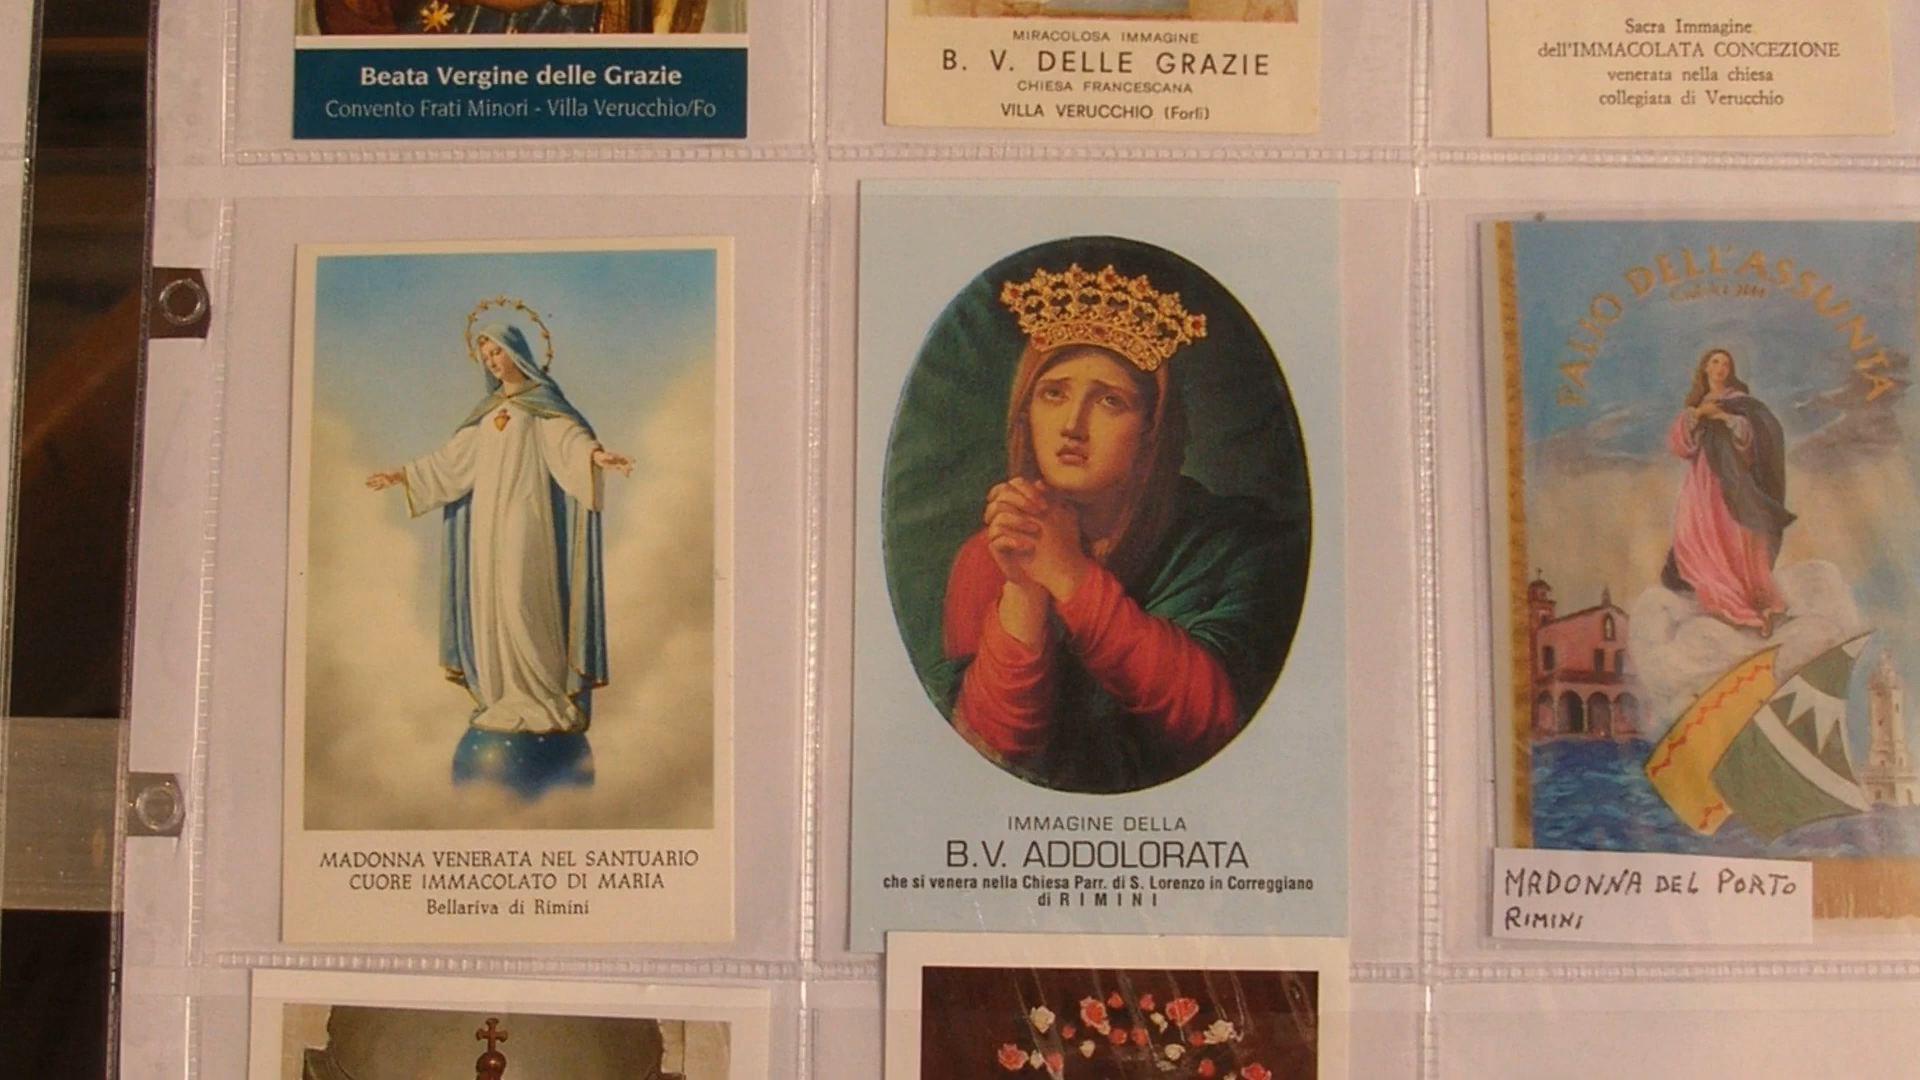 Beata Vergine delle Grazie
Convento Frati Minori - Villa Verucchio/Fo
MIRACOLOSA IMMAGINE
B. V. DELLE GRAZIE
CHIESA FRANCESCANA
VILLA VERUCCHIO (Forlì)
Sacra Immagine
dell'IMMACOLATA CONCEZIONE
venerata nella chiesa
collegiata di Verucchio
MADONNA VENERATA NEL SANTUARIO
CUORE IMMACOLATO DI MARIA
Bellariva di Rimini
IMMAGINE DELLA
B.V. ADDOLORATA
che si venera nella Chiesa Parr. di S. Lorenzo in Correggiano
di RIMINI
PALIO DELL'ASSUNTA
MADONNA DEL PORTO
RIMINI